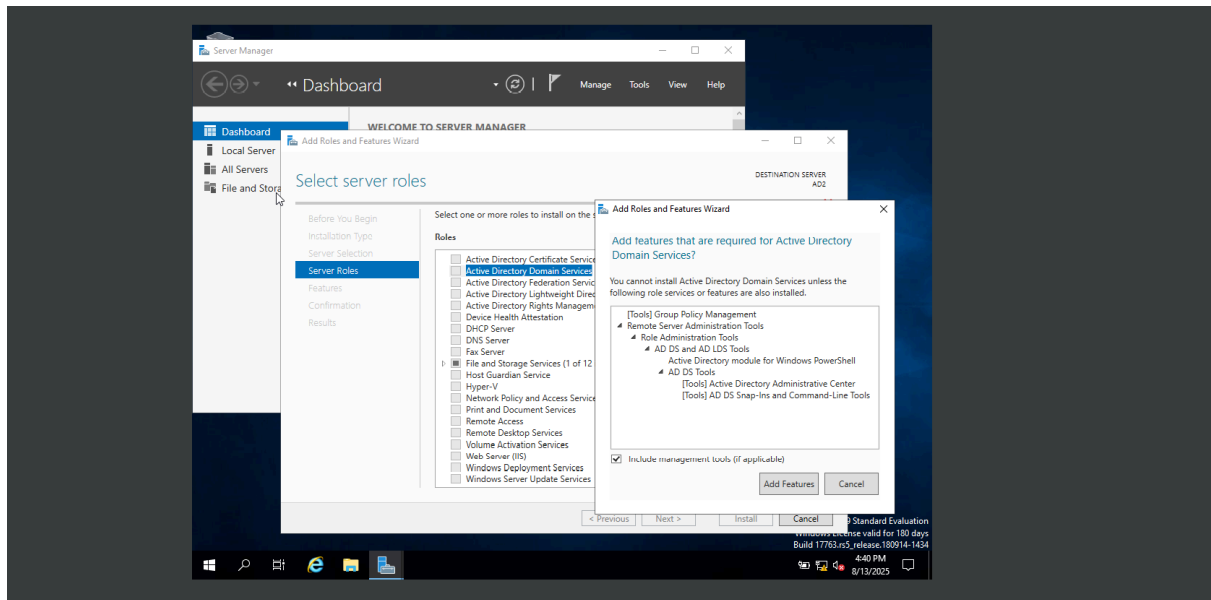 Server Manager
Dashboard
Manage Tools View Help
Dashboard
Local Server
All Servers
File and Stora
WELCOME TO SERVER MANAGER
Add Roles and Features Wizard
Select server roles
DESTINATION SERVER
AD2
Before You Begin
Installation Type
Server Selection
Server Roles
Features
Confirmation
Results
Select one or more roles to install on the s
Roles
Active Directory Certificate Service
Active Directory Domain Services
Active Directory Federation Servic
Active Directory Lightweight Direc
Active Directory Rights Managem
Device Health Attestation
DHCP Server
DNS Server
Fax Server
File and Storage Services (1 of 12
Host Guardian Service
Hyper-V
Network Policy and Access Service
Print and Document Services
Remote Access
Remote Desktop Services
Volume Activation Services
Web Server (IIS)
Windows Deployment Services
Windows Server Update Services
< Previous Next > Install Cancel
Add Roles and Features Wizard
Add features that are required for Active Directory
Domain Services?
You cannot install Active Directory Domain Services unless the
following role services or features are also installed.
[Tools] Group Policy Management
Remote Server Administration Tools
Role Administration Tools
AD DS and AD LDS Tools
Active Directory module for Windows PowerShell
AD DS Tools
[Tools] Active Directory Administrative Center
[Tools] AD DS Snap-Ins and Command-Line Tools
Include management tools (if applicable)
Add Features Cancel
9 Standard Evaluation
Windows License valid for 180 days
Build 17763.rs5_release.180914-1434
4:40 PM
8/13/2025